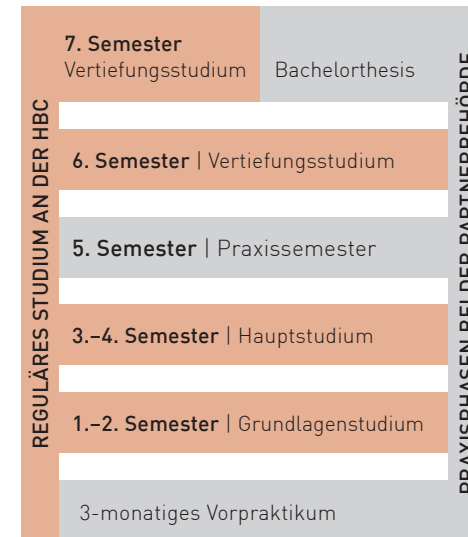 7. Semester
Vertiefungsstudium
Bachelorthesis
6. Semester | Vertiefungsstudium
5. Semester | Praxissemester
3.–4. Semester | Hauptstudium
1.–2. Semester | Grundlagenstudium
3-monatiges Vorpraktikum
REGULÄRES STUDIUM AN DER HBC
PRAXISPHASEN BEI DER PARTNERBEHÖRDE